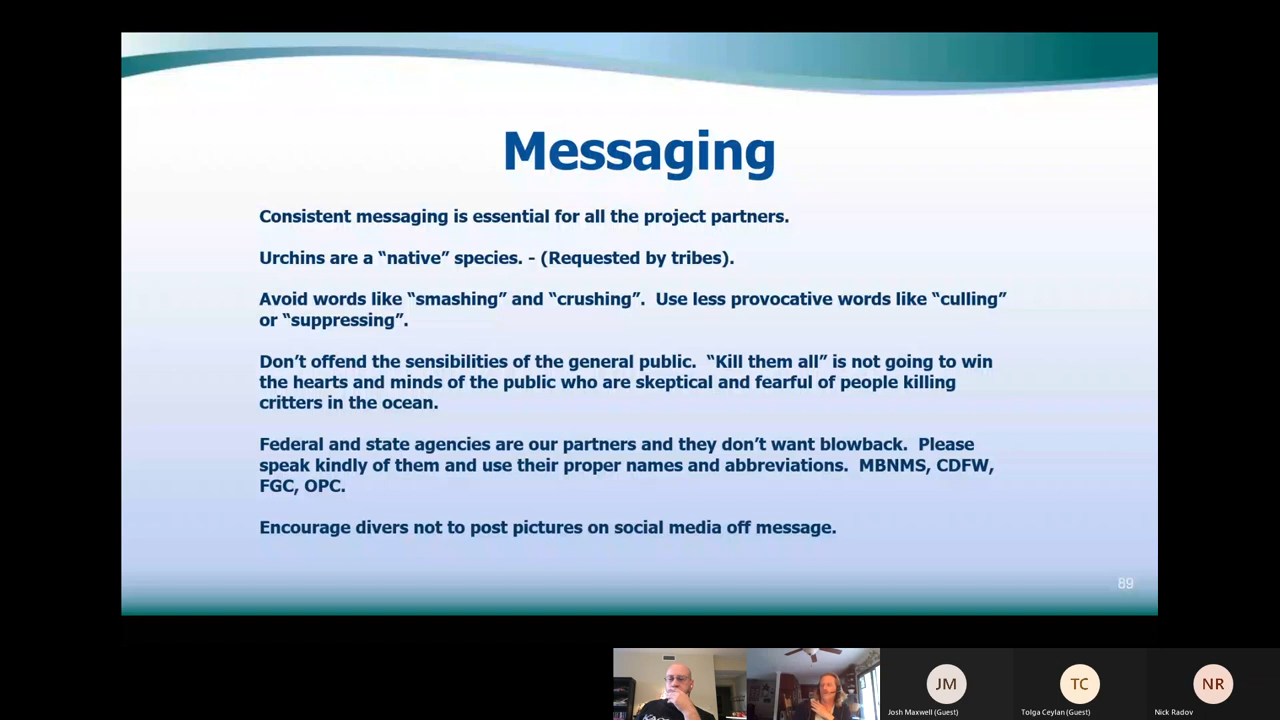 Messaging
Consistent messaging is essential for all the project partners.
Urchins are a “native” species. - (Requested by tribes).
Avoid words like “smashing” and “crushing”.  Use less provocative words like “culling”
or “suppressing”.
Don’t offend the sensibilities of the general public.  “Kill them all” is not going to win
the hearts and minds of the public who are skeptical and fearful of people killing
critters in the ocean.
Federal and state agencies are our partners and they don’t want blowback.  Please
speak kindly of them and use their proper names and abbreviations.  MBNMS, CDFW,
FGC, OPC.
Encourage divers not to post pictures on social media off message.
89
JM
TC
NR
Josh Maxwell (Guest)
Tolga Ceylan (Guest)
Nick Radov